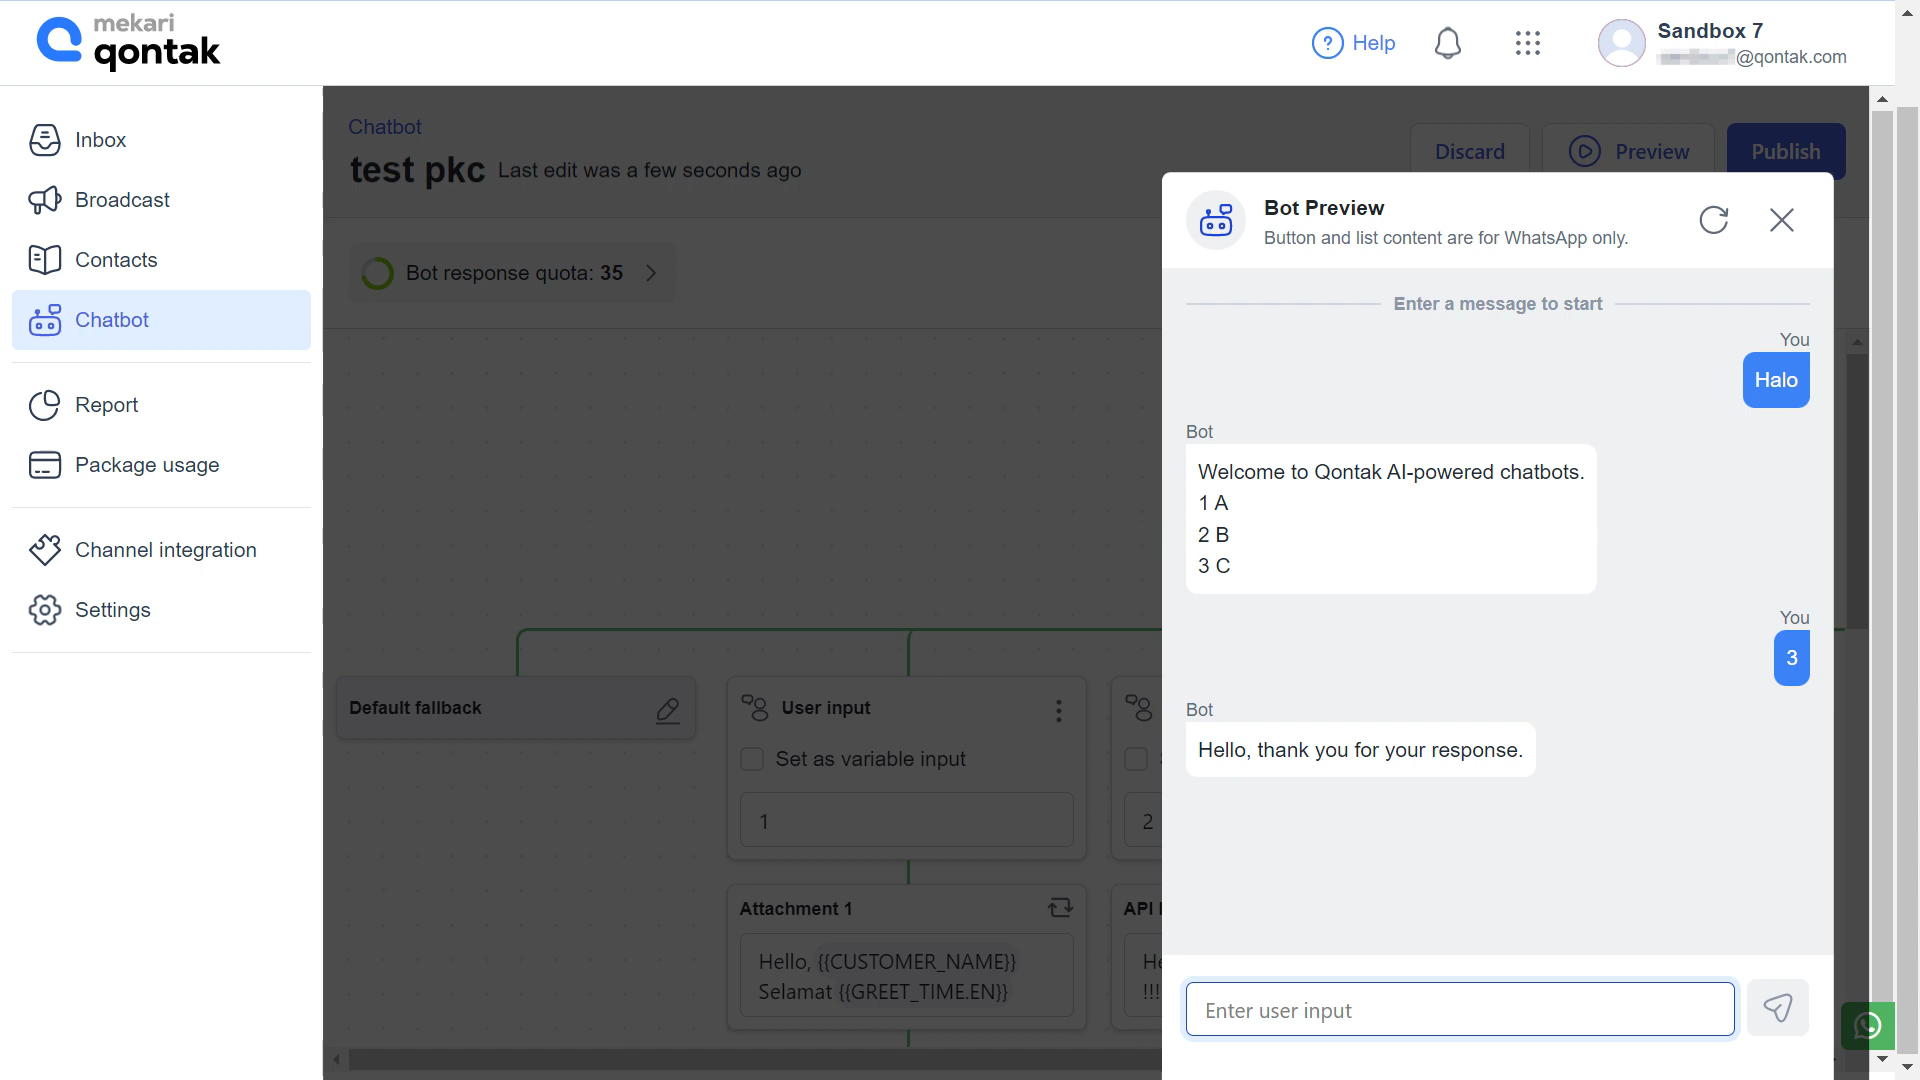 mekari
qontak
Help
Sandbox 7
@qontak.com
Inbox
Broadcast
Contacts
Chatbot
Report
Package usage
Channel integration
Settings
Chatbot
test pkc Last edit was a few seconds ago
Discard
Preview
Publish
Bot response quota: 35
Default fallback
User input
Set as variable input
1
2
Attachment 1
Hello, {{CUSTOMER_NAME}}
Selamat {{GREET_TIME.EN}}
API
He
!!!
Bot Preview
Button and list content are for WhatsApp only.
Enter a message to start
You
Halo
Bot
Welcome to Qontak AI-powered chatbots.
1 A
2 B
3 C
You
3
Bot
Hello, thank you for your response.
Enter user input